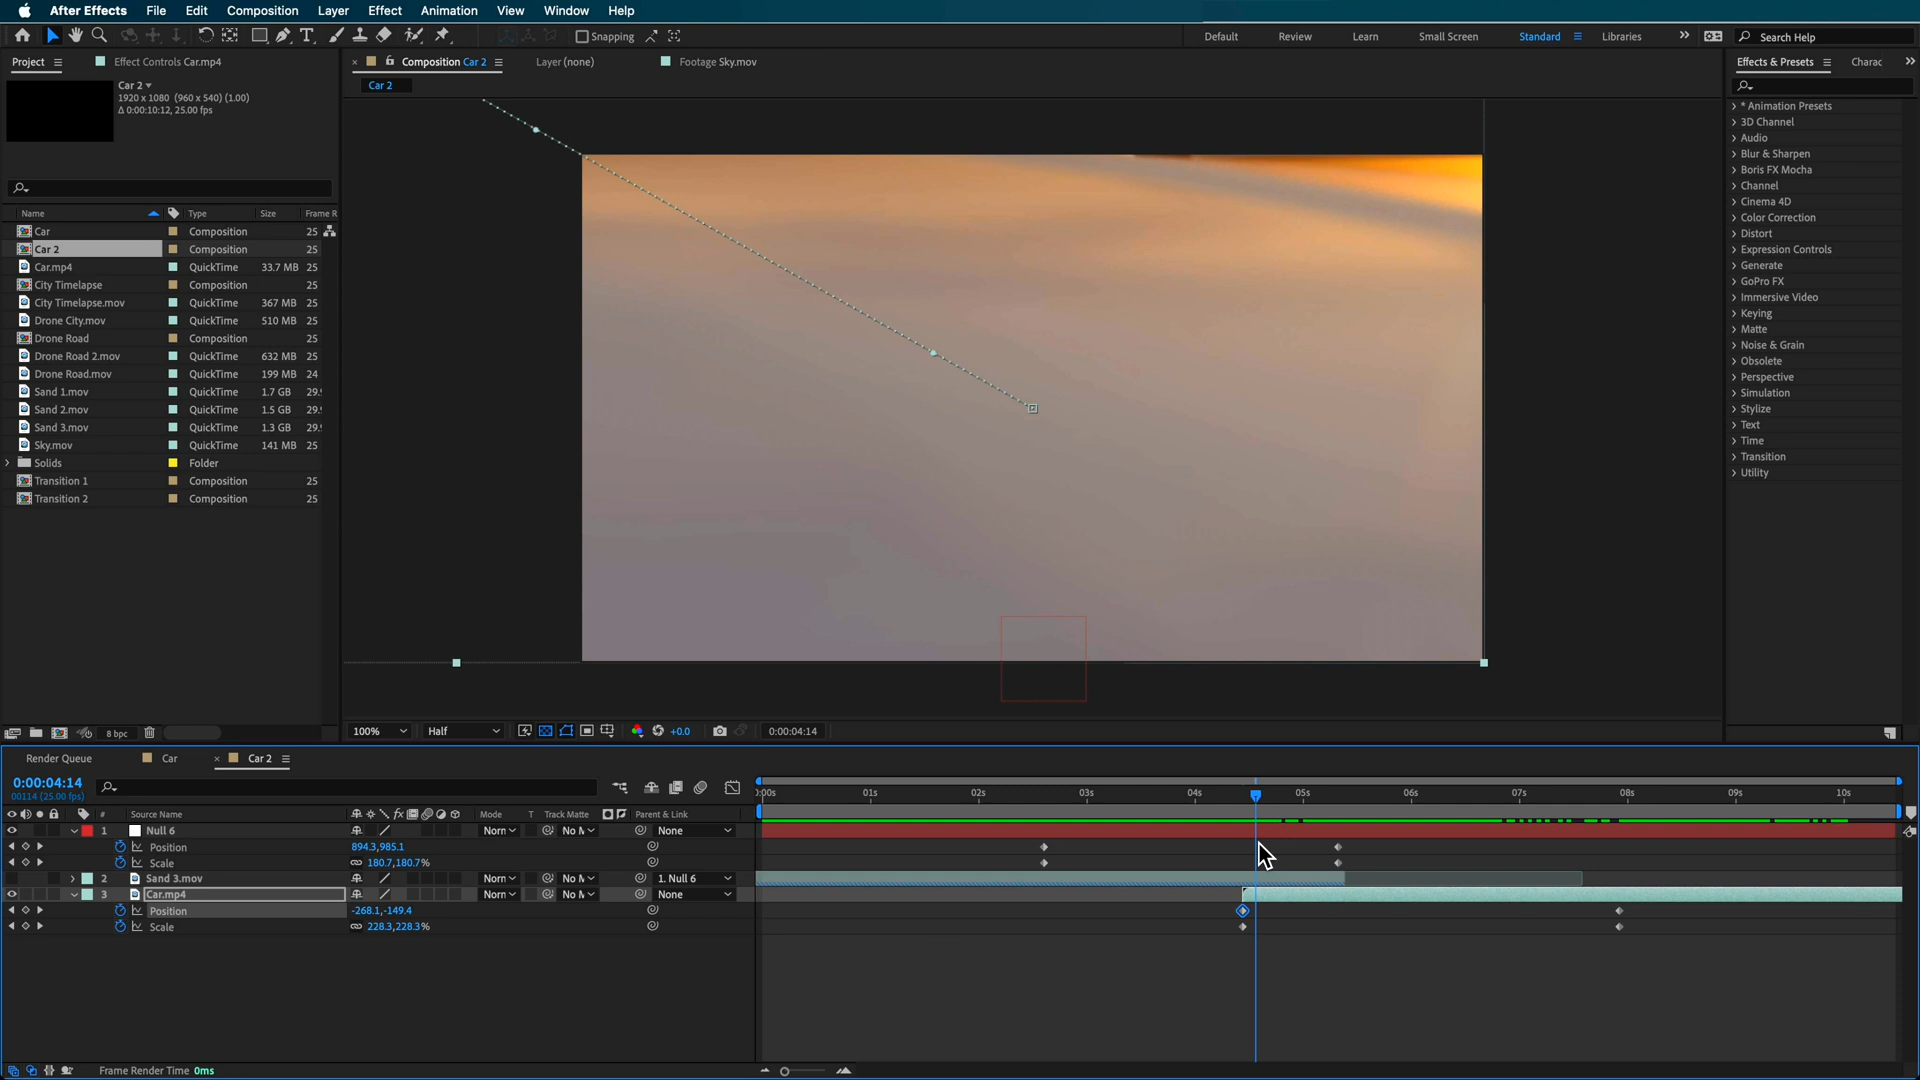 After Effects File Edit Composition Layer Effect Animation View Window Help
Snapping Default Review Learn Small Screen Standard Libraries Search Help
Project Effect Controls Car.mp4 Composition Car 2 Layer (none) Footage Sky.mov Effects & Presets Charac
Car 2
1920 x 1080 (960 x 540) (1.00)
Δ 0:00:10:12, 25.00 fps
Car 2
Name Type Size Frame R
Car Composition 25
Car 2 Composition 25
Car.mp4 QuickTime 33.7 MB 25
City Timelapse Composition 25
City Timelapse.mov QuickTime 367 MB 25
Drone City.mov QuickTime 510 MB 25
Drone Road Composition 25
Drone Road 2.mov QuickTime 632 MB 25
Drone Road.mov QuickTime 199 MB 24
Sand 1.mov QuickTime 1.7 GB 29.
Sand 2.mov QuickTime 1.5 GB 29.
Sand 3.mov QuickTime 1.3 GB 29.
Sky.mov QuickTime 141 MB 25
Solids Folder
Transition 1 Composition 25
Transition 2 Composition 25
* Animation Presets
3D Channel
Audio
Blur & Sharpen
Boris FX Mocha
Channel
Cinema 4D
Color Correction
Distort
Expression Controls
Generate
GoPro FX
Immersive Video
Keying
Matte
Noise & Grain
Obsolete
Perspective
Simulation
Stylize
Text
Time
Transition
Utility
8 bpc 100% Half +0.0 0:00:04:14
Render Queue Car Car 2
0:00:04:14
00114 (25.00 fps)
:00s 01s 02s 03s 04s 05s 06s 07s 08s 09s 10s
# Source Name fx Mode T Track Matte Parent & Link
1 Null 6 Norn No M None
Position 894.3,985.1
Scale 180.7,180.7%
2 Sand 3.mov Norn No M 1. Null 6
3 Car.mp4 Norn No M None
Position -268.1,-149.4
Scale 228.3,228.3%
Frame Render Time 0ms